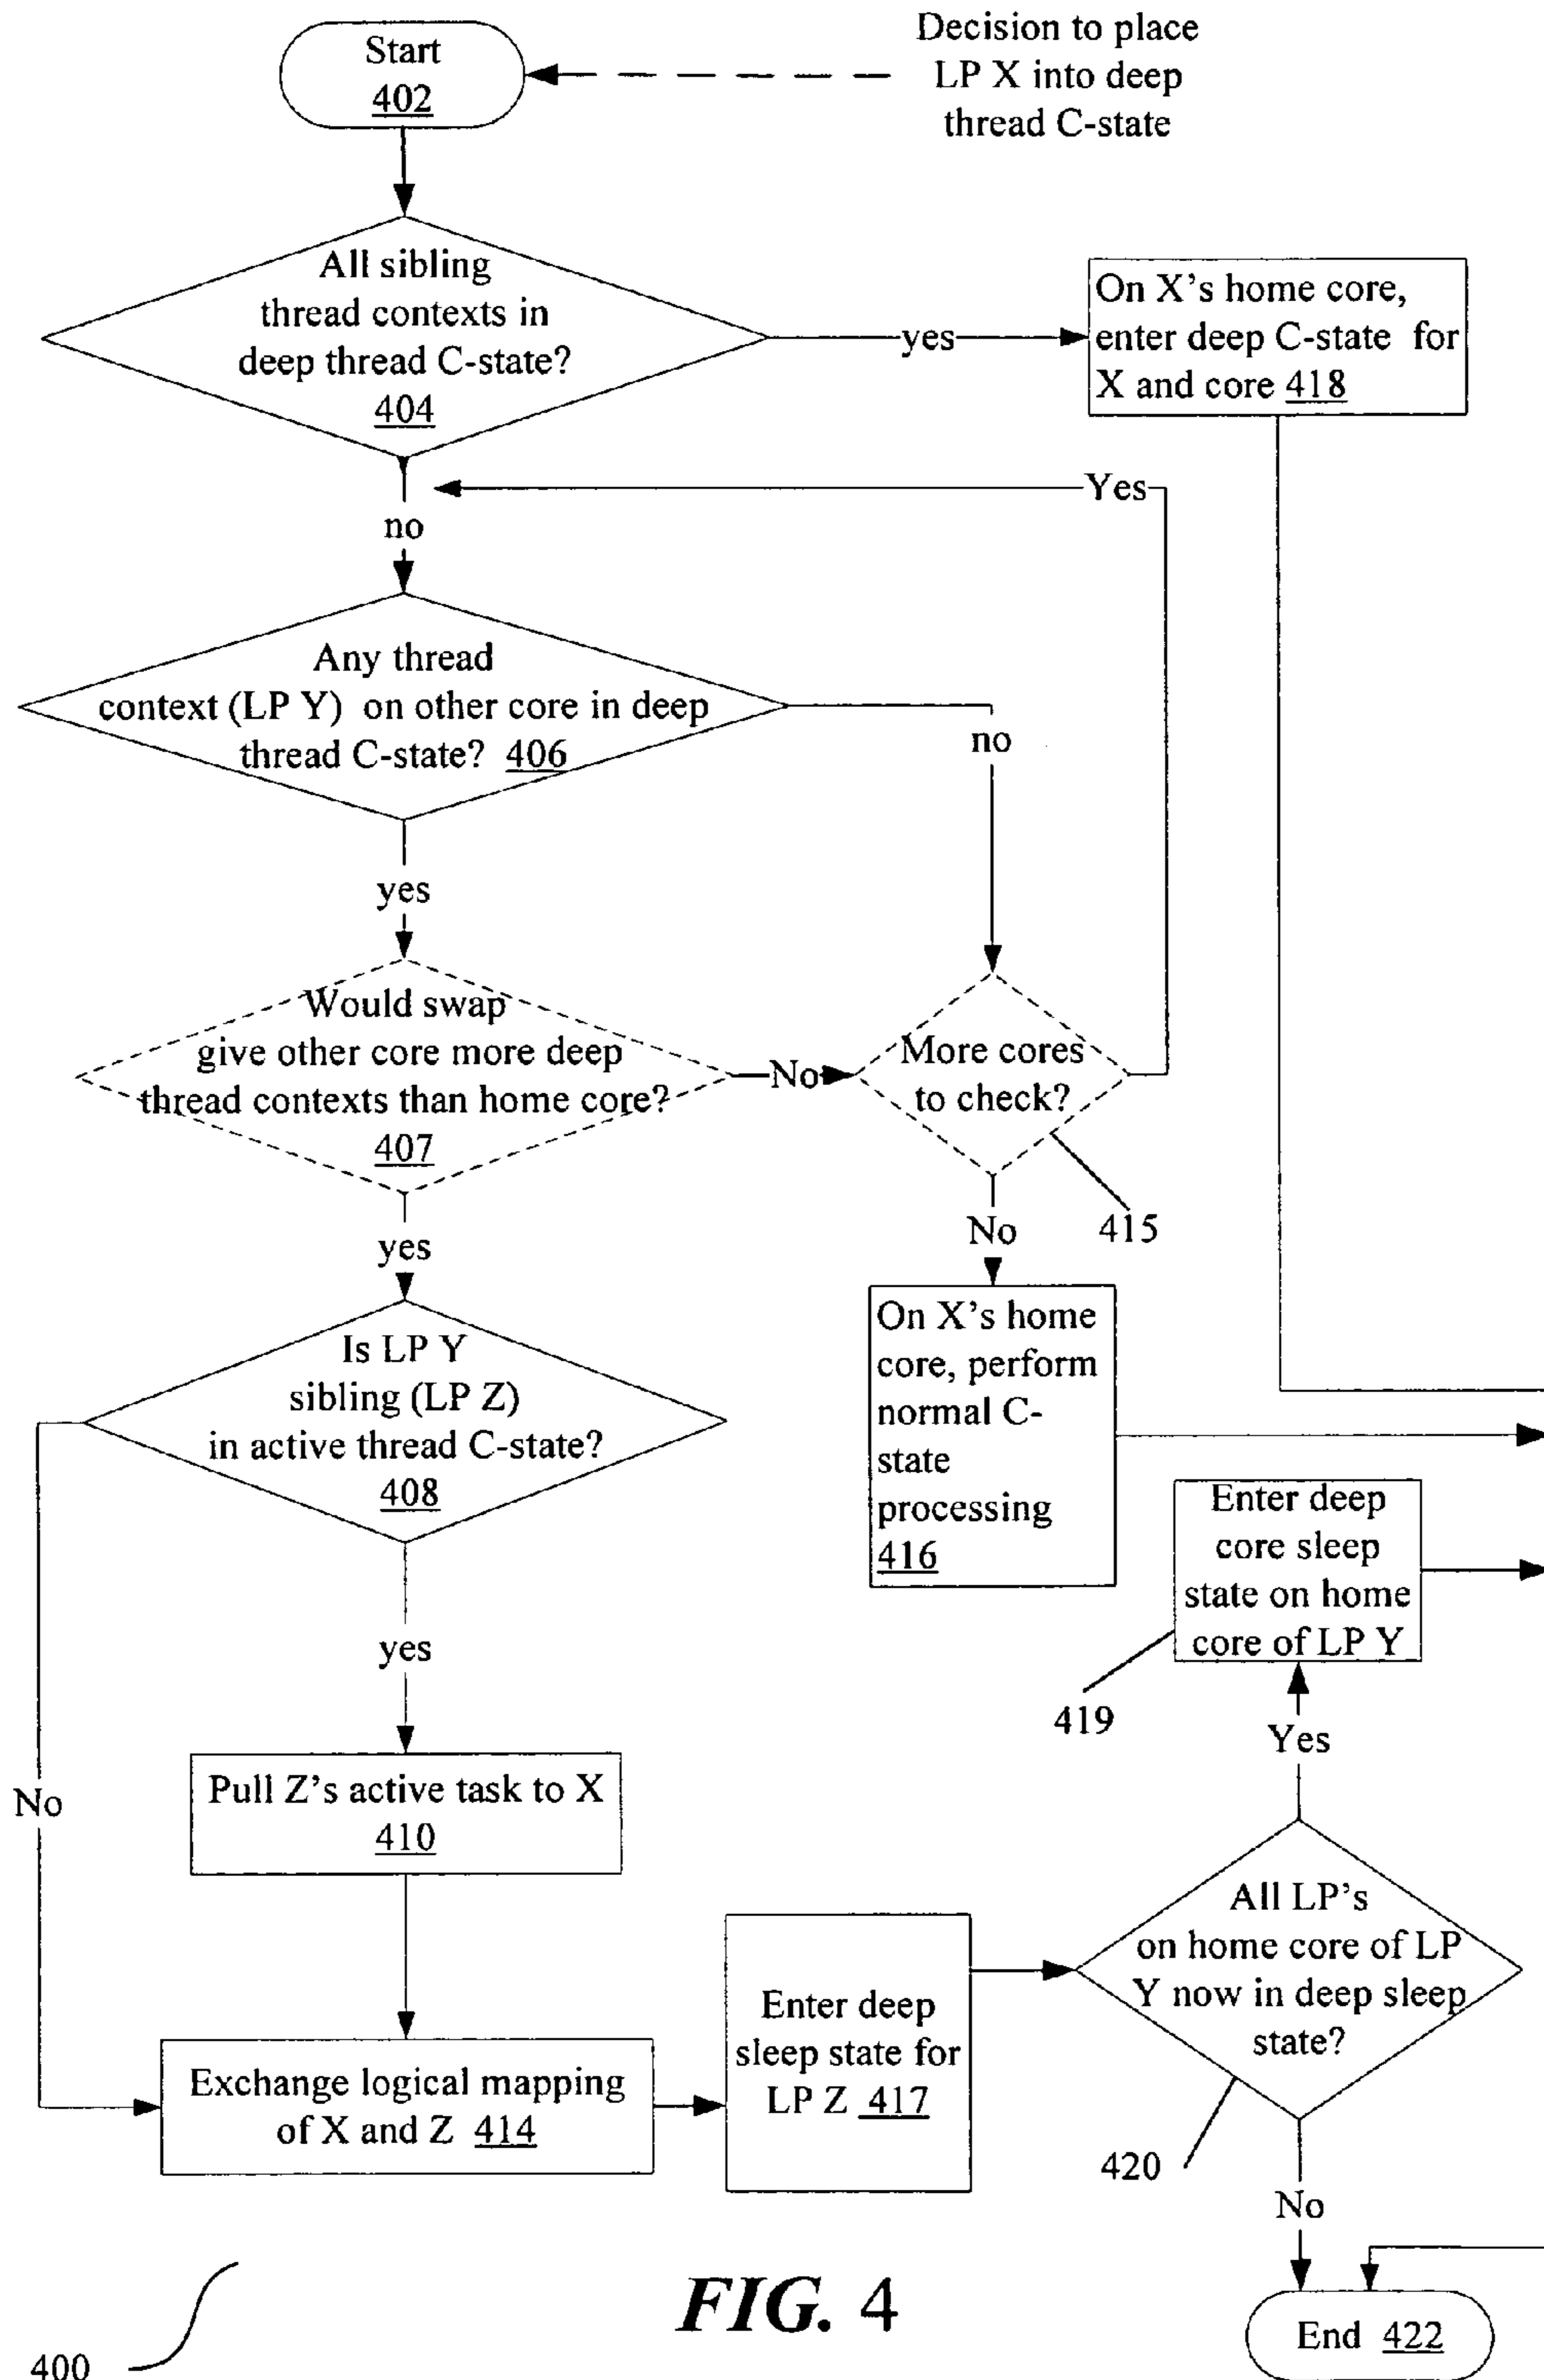 Start
402
Decision to place
LP X into deep
thread C-state
All sibling
thread contexts in
deep thread C-state?
404
yes
On X's home core,
enter deep C-state for
X and core 418
Yes
no
Any thread
context (LP Y) on other core in deep
thread C-state? 406
no
yes
Would swap
give other core more deep
thread contexts than home core?
407
No
More cores
to check?
415
yes
No
Is LP Y
sibling (LP Z)
in active thread C-state?
408
On X's home
core, perform
normal C-
state
processing
416
Enter deep
core sleep
state on home
core of LP Y
419
yes
Yes
No
Pull Z's active task to X
410
All LP's
on home core of LP
Y now in deep sleep
state?
420
Exchange logical mapping
of X and Z 414
Enter deep
sleep state for
LP Z 417
No
End 422
FIG. 4
400